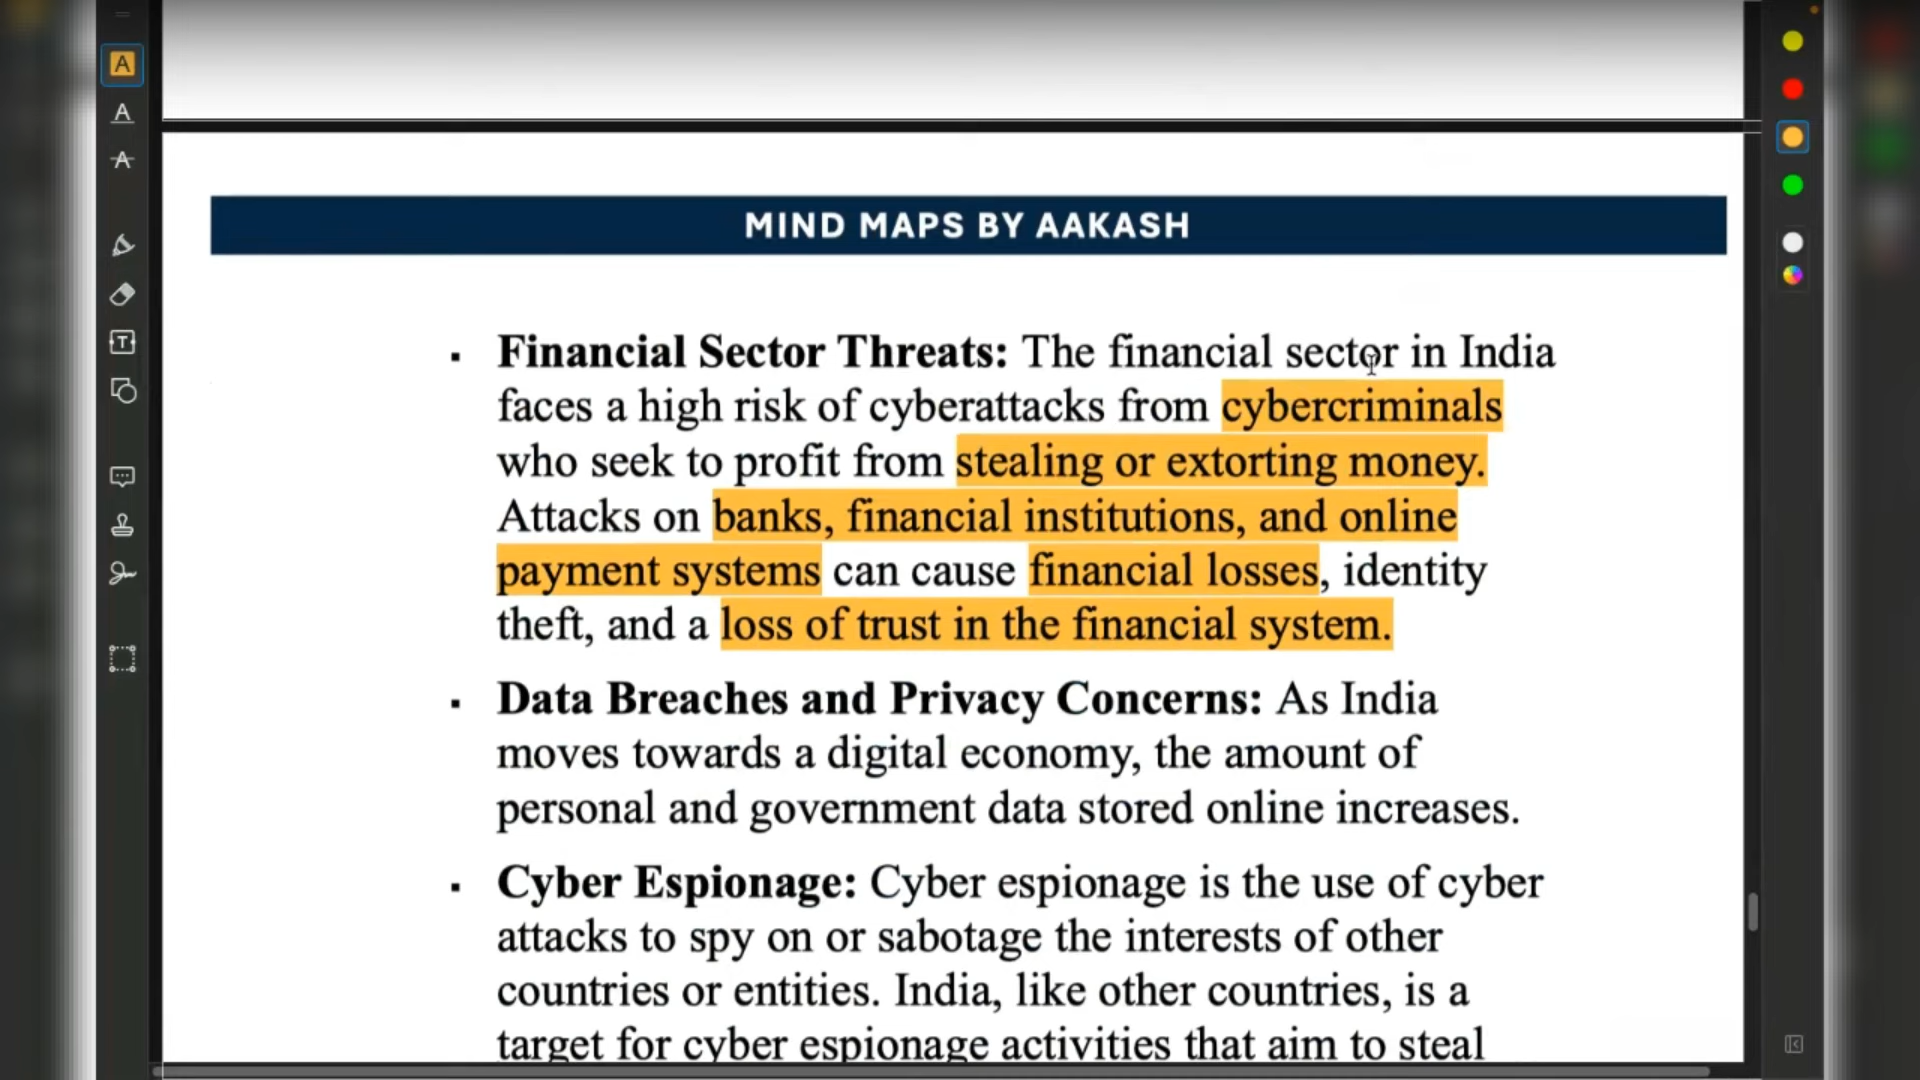 MIND MAPS BY AAKASH
▪ Financial Sector Threats: The financial sector in India
faces a high risk of cyberattacks from cybercriminals
who seek to profit from stealing or extorting money.
Attacks on banks, financial institutions, and online
payment systems can cause financial losses, identity
theft, and a loss of trust in the financial system.
▪ Data Breaches and Privacy Concerns: As India
moves towards a digital economy, the amount of
personal and government data stored online increases.
▪ Cyber Espionage: Cyber espionage is the use of cyber
attacks to spy on or sabotage the interests of other
countries or entities. India, like other countries, is a
target for cyber espionage activities that aim to steal